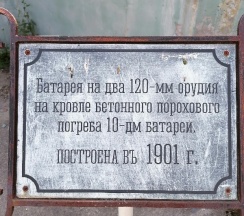 Батарея на два 120-мм орудия
на кровле бетонного порохового
погреба 10-дм батареи.
Построена въ 1901 г.